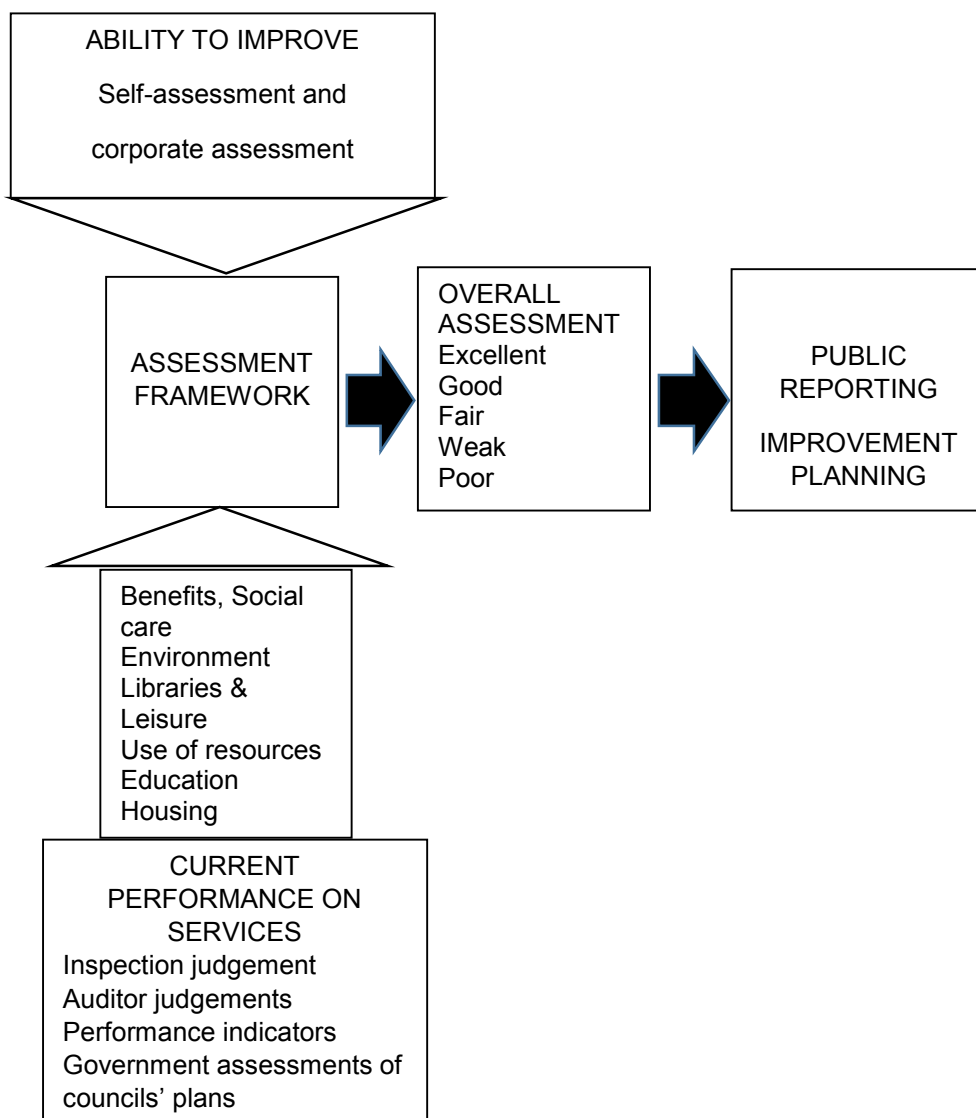 ABILITY TO IMPROVE
Self-assessment and
corporate assessment
ASSESSMENT
FRAMEWORK
OVERALL
ASSESSMENT
Excellent
Good
Fair
Weak
Poor
PUBLIC
REPORTING
IMPROVEMENT
PLANNING
Benefits, Social
care
Environment
Libraries &
Leisure
Use of resources
Education
Housing
CURRENT
PERFORMANCE ON
SERVICES
Inspection judgement
Auditor judgements
Performance indicators
Government assessments of
councils’ plans